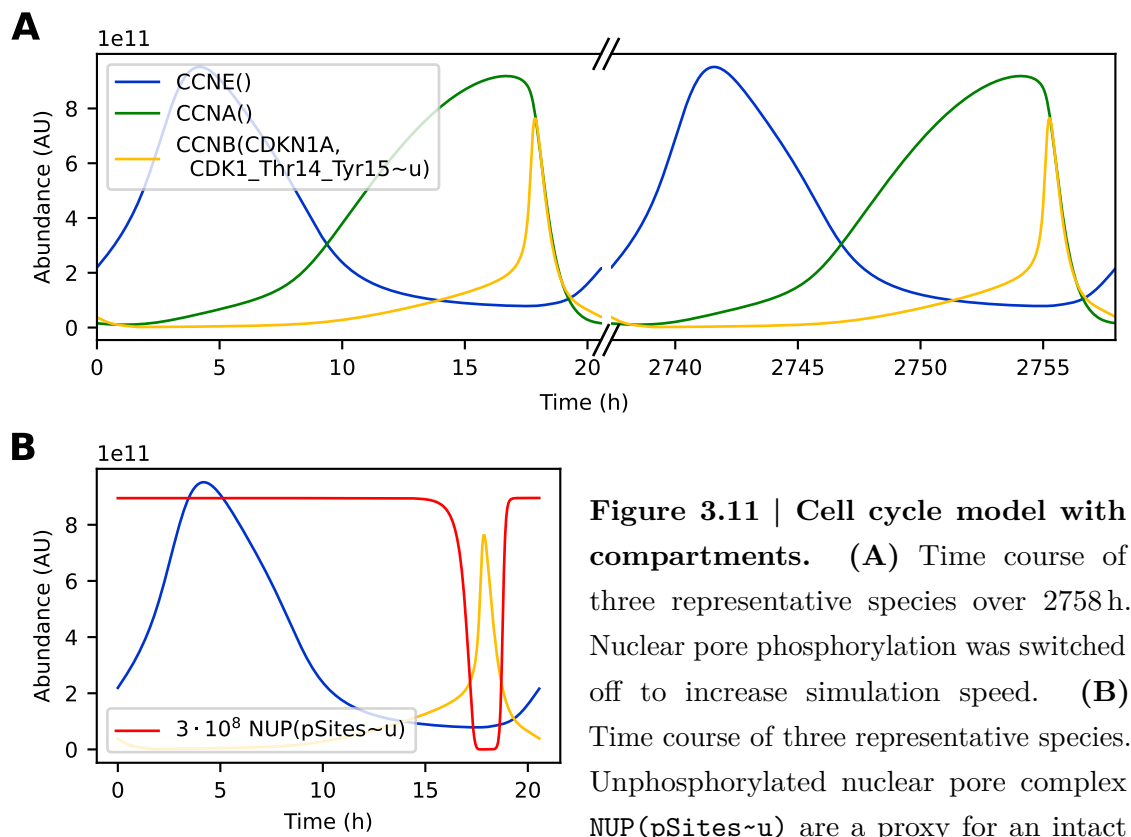 A
1e11
CCNE()
CCNA()
CCNB(CDKN1A,
CDK1_Thr14_Tyr15~u)
Abundance (AU)
8
6
4
2
0
0 5 10 15 20 2740 2745 2750 2755
Time (h)
B
1e11
Abundance (AU)
8
6
4
2
0
3·10⁸ NUP(pSites~u)
0 5 10 15 20
Time (h)
Figure 3.11 | Cell cycle model with
compartments. (A) Time course of
three representative species over 2758 h.
Nuclear pore phosphorylation was switched
off to increase simulation speed. (B)
Time course of three representative species.
Unphosphorylated nuclear pore complex
NUP(pSites~u) are a proxy for an intact